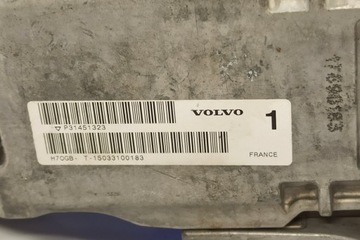 VOLVO
1
P31451323
H70GB- T-15033100183
FRANCE